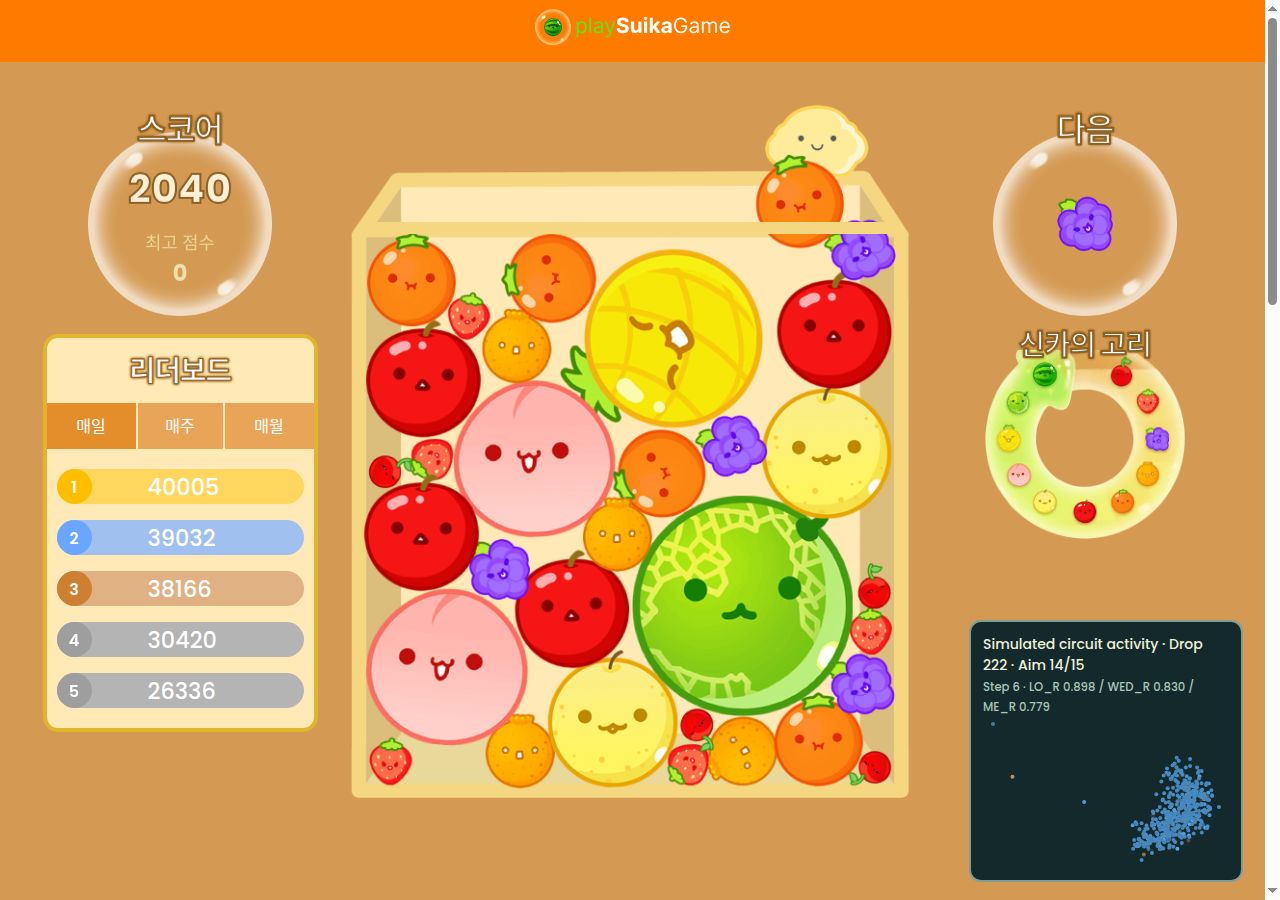 playSuikaGame
스코어
2040
최고 점수
0
리더보드
매일 매주 매월
1 40005
2 39032
3 38166
4 30420
5 26336
다음
신카의 고리
Simulated circuit activity · Drop
222 · Aim 14/15
Step 6 · LO_R 0.898 / WED_R 0.830 /
ME_R 0.779